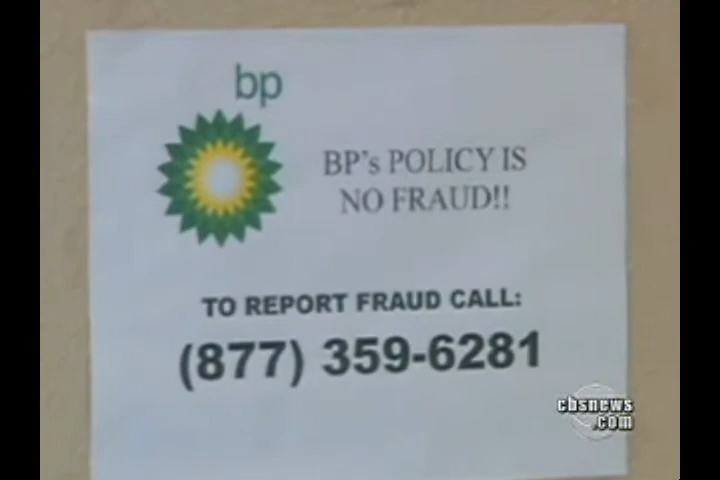 bp
BP's POLICY IS
NO FRAUD!!
TO REPORT FRAUD CALL:
(877) 359-6281
cbsnews
.com